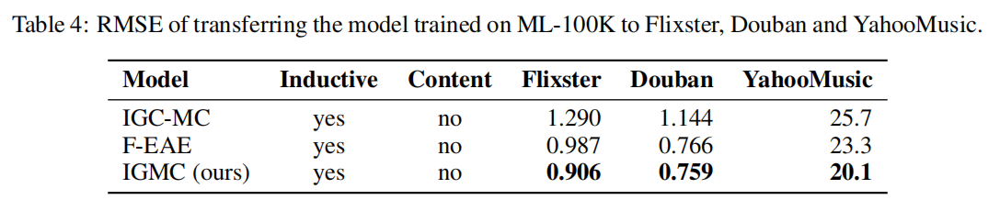 Table 4: RMSE of transferring the model trained on ML-100K to Flixster, Douban and YahooMusic.
Model Inductive Content Flixster Douban YahooMusic
IGC-MC yes no 1.290 1.144 25.7
F-EAE yes no 0.987 0.766 23.3
IGMC (ours) yes no 0.906 0.759 20.1